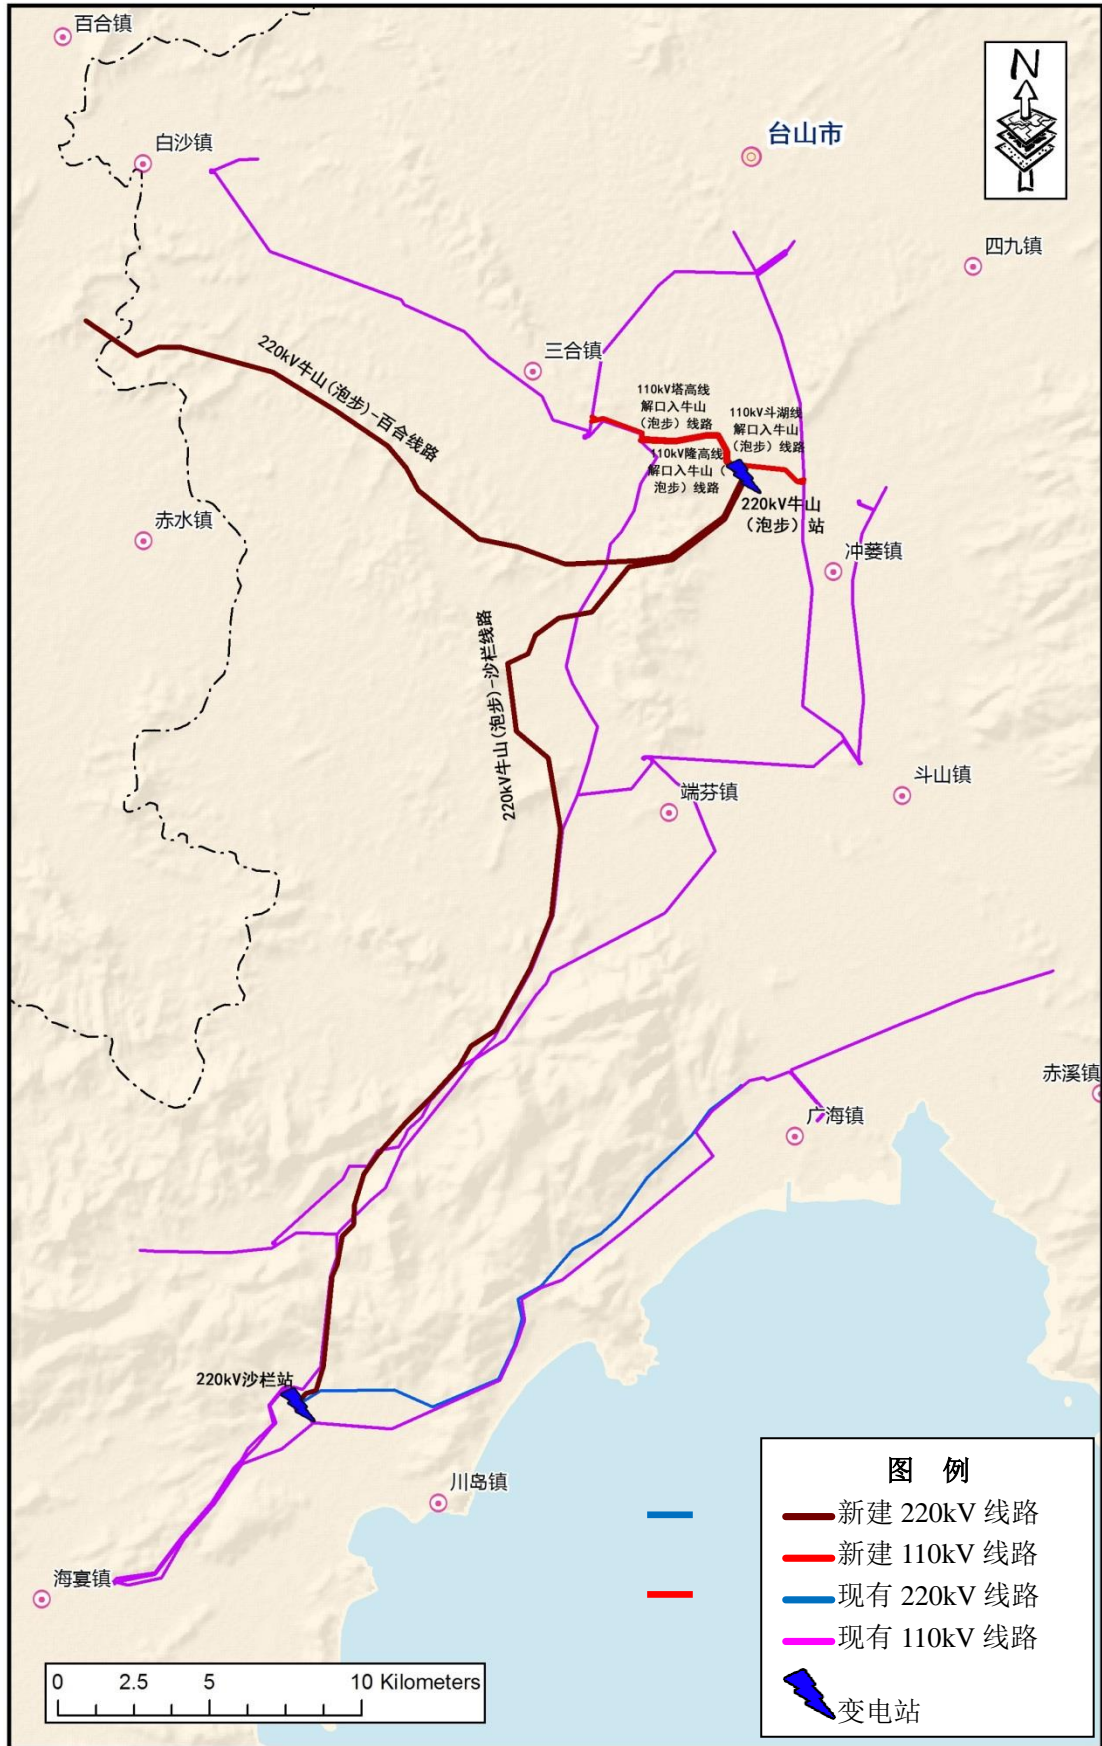 百合镇
N
台山市
白沙镇
四九镇
三合镇
220kV牛山(泡步)-百合线路
110kV塔高线
解口入牛山
（泡步）线路
110kV斗湖线
解口入牛山
（泡步）线路
110kV隆高线
解口入牛山（
泡步）线路
220kV牛山
（泡步）站
赤水镇
冲蒌镇
220kV牛山(泡步)-沙栏线路
端芬镇
斗山镇
赤溪镇
广海镇
220kV沙栏站
川岛镇
海宴镇
图 例
新建 220kV 线路
新建 110kV 线路
现有 220kV 线路
现有 110kV 线路
变电站
0 2.5 5 10 Kilometers